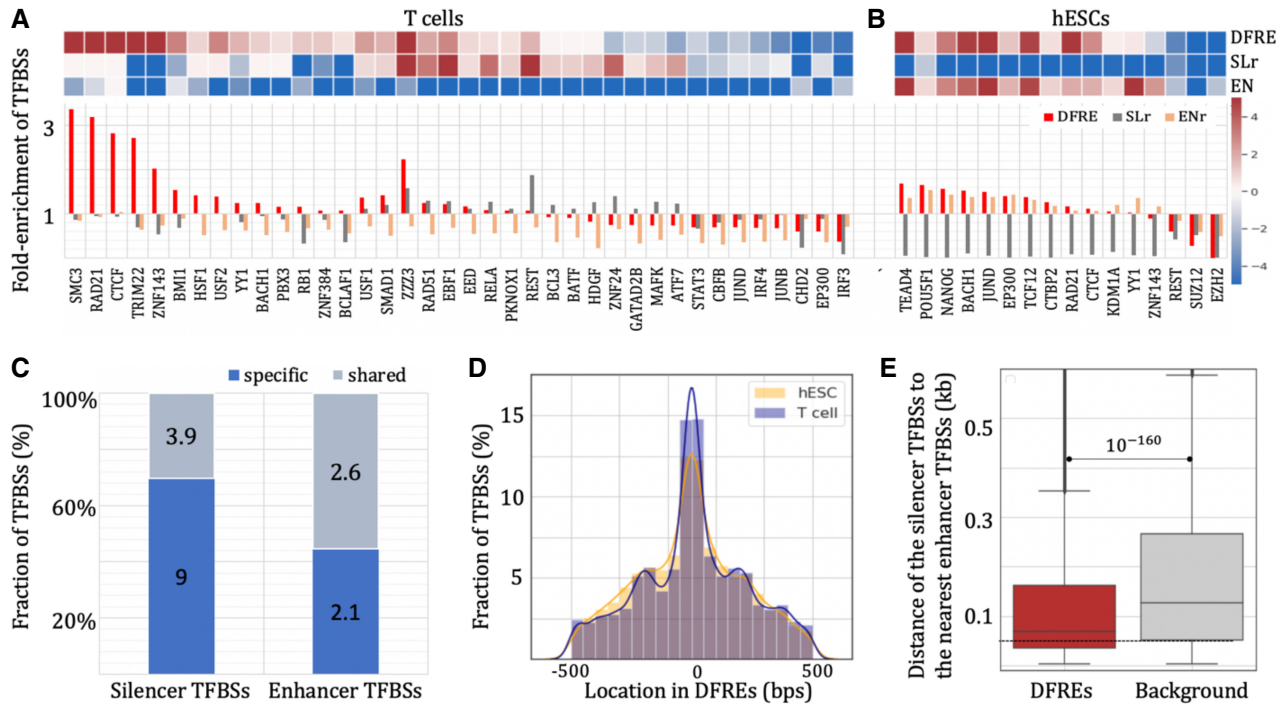 A
T cells
B
hESCs
DFRE
SLr
EN
Fold-enrichment of TFBSs
3
1
DFRE SLr ENr
4
2
0
−2
−4
SMC3 RAD21 CTCF TRIM22 ZNF143 BMI1 HSF1 USF2 YY1 BACH1 PBX3 RB1 ZNF384 BCLAF1 USF1 SMAD1 ZZZ3 RAD51 EBF1 EED RELA PKNOX1 REST BCL3 BATF HDGF ZNF24 GATAD2B MAFK ATF7 STAT3 CBFB JUND IRF4 JUNB CHD2 EP300 IRF3
TEAD4 POU5F1 NANOG BACH1 JUND EP300 TCF12 CTBP2 RAD21 CTCF KDM1A YY1 ZNF143 REST SUZ12 EZH2
C
specific shared
Fraction of TFBSs (%)
100%
60%
20%
3.9
9
2.6
2.1
Silencer TFBSs Enhancer TFBSs
D
hESC
T cell
Fraction of TFBSs (%)
15
10
5
-500 0 500
Location in DFREs (bps)
E
Distance of the silencer TFBSs to
the nearest enhancer TFBSs (kb)
0.5
0.3
0.1
10−160
DFREs Background